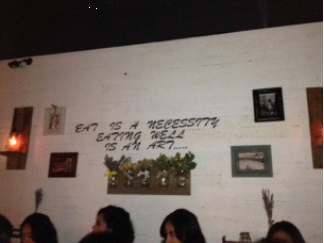 EAT IS A NECESSITY
EATING WELL
IS AN ART.....